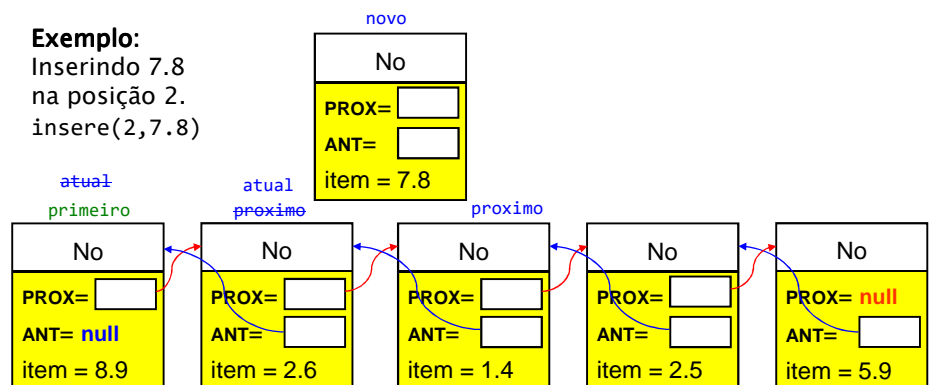 Exemplo:
Inserindo 7.8
na posição 2.
insere(2,7.8)
novo
No
PROX=
ANT=
item = 7.8
atual
primeiro
atual
proximo
proximo
No
PROX=
ANT= null
item = 8.9
No
PROX=
ANT=
item = 2.6
No
PROX=
ANT=
item = 1.4
No
PROX=
ANT=
item = 2.5
No
PROX= null
ANT=
item = 5.9